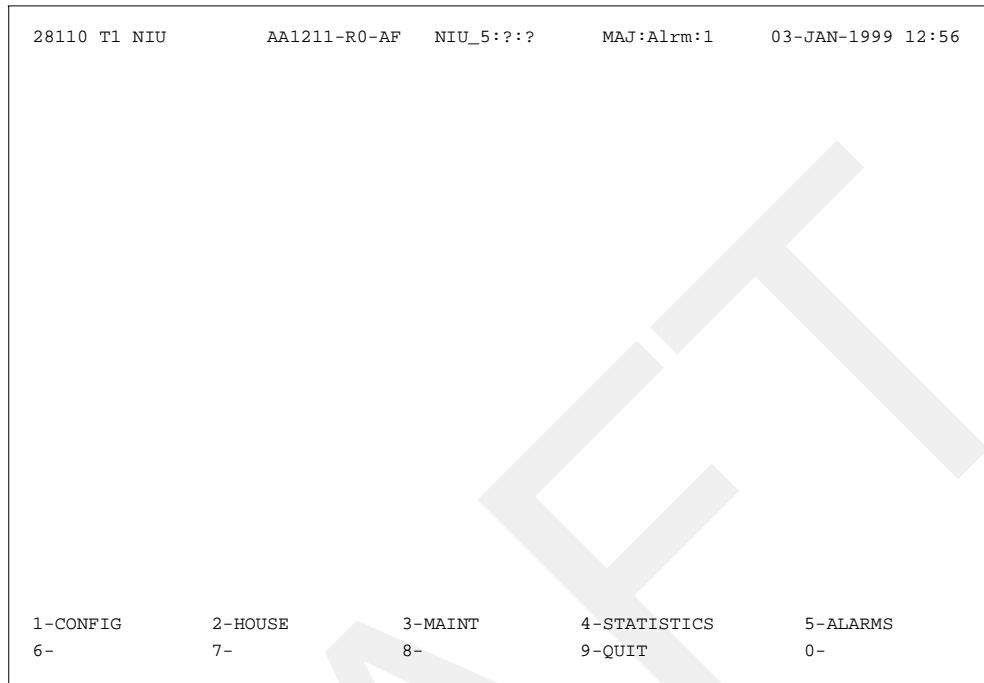 28110 T1 NIU AA1211-R0-AF NIU_5:?:? MAJ:Alrm:1 03-JAN-1999 12:56
1-CONFIG 2-HOUSE 3-MAINT 4-STATISTICS 5-ALARMS
6- 7- 8- 9-QUIT 0-